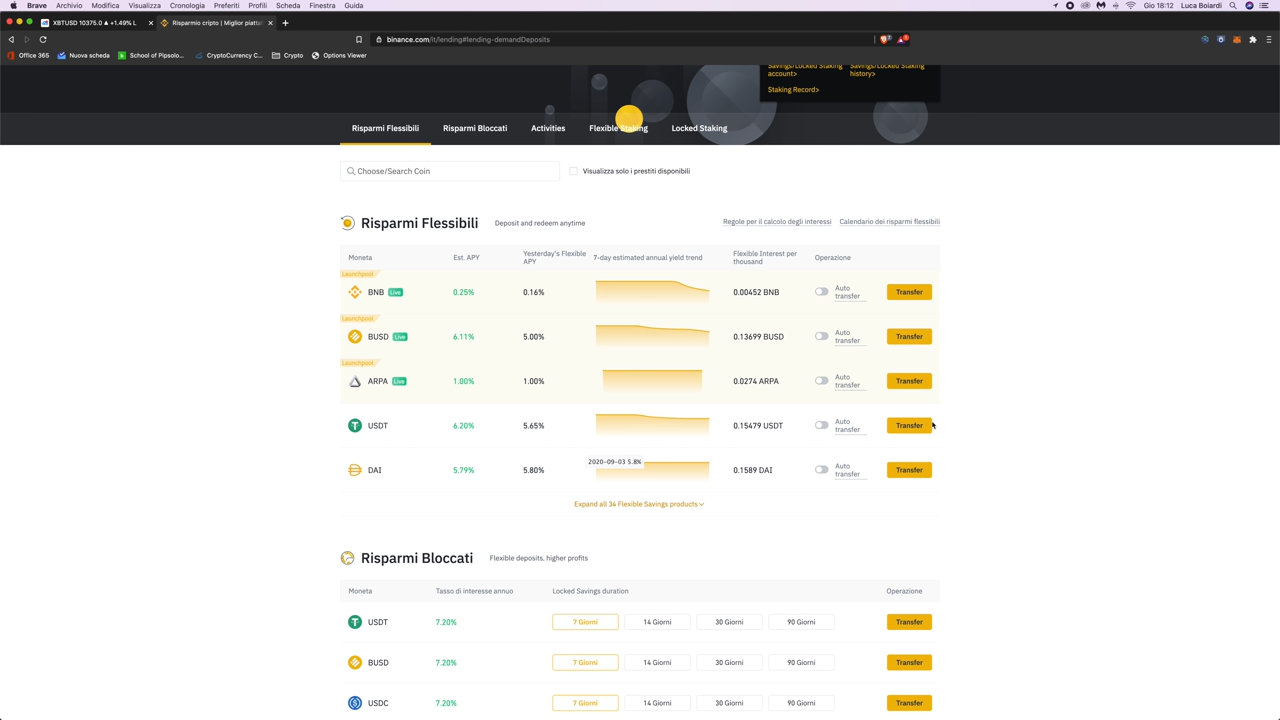 Brave Archivio Modifica Visualizza Cronologia Preferiti Profili Scheda Finestra Guida Gio 18:12 Luca Boiardi
XBTUSD 10375.0 ▲ +1.49% L Risparmio cripto | Miglior piattaf
binance.com/it/lending#lending-demandDeposits
Office 365 Nuova scheda School of Pipsolo... CryptoCurrency C... Crypto Options Viewer
Savings/Locked Staking account> Savings/Locked Staking history>
Staking Record>
Risparmi Flessibili Risparmi Bloccati Activities Flexible Staking Locked Staking
Choose/Search Coin Visualizza solo i prestiti disponibili
Risparmi Flessibili Deposit and redeem anytime Regole per il calcolo degli interessi Calendario dei risparmi flessibili
Moneta Est. APY Yesterday's Flexible APY 7-day estimated annual yield trend Flexible Interest per thousand Operazione
Launchpool
BNB Live 0.25% 0.16% 0.00452 BNB Auto transfer Transfer
Launchpool
BUSD Live 6.11% 5.00% 0.13699 BUSD Auto transfer Transfer
Launchpool
ARPA Live 1.00% 1.00% 0.0274 ARPA Auto transfer Transfer
USDT 6.20% 5.65% 0.15479 USDT Auto transfer Transfer
2020-09-03 5.8%
DAI 5.79% 5.80% 0.1589 DAI Auto transfer Transfer
Expand all 34 Flexible Savings products
Risparmi Bloccati Flexible deposits, higher profits
Moneta Tasso di interesse annuo Locked Savings duration Operazione
USDT 7.20% 7 Giorni 14 Giorni 30 Giorni 90 Giorni Transfer
BUSD 7.20% 7 Giorni 14 Giorni 30 Giorni 90 Giorni Transfer
USDC 7.20% 7 Giorni 14 Giorni 30 Giorni 90 Giorni Transfer